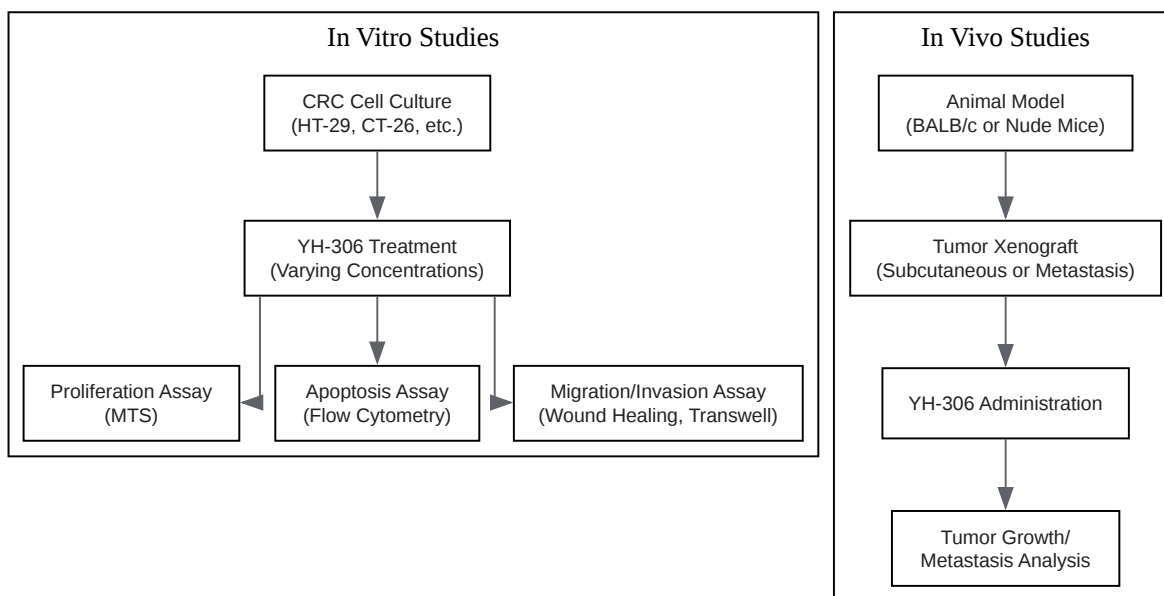 In Vitro Studies
CRC Cell Culture
(HT-29, CT-26, etc.)
YH-306 Treatment
(Varying Concentrations)
Proliferation Assay
(MTS)
Apoptosis Assay
(Flow Cytometry)
Migration/Invasion Assay
(Wound Healing, Transwell)
In Vivo Studies
Animal Model
(BALB/c or Nude Mice)
Tumor Xenograft
(Subcutaneous or Metastasis)
YH-306 Administration
Tumor Growth/
Metastasis Analysis